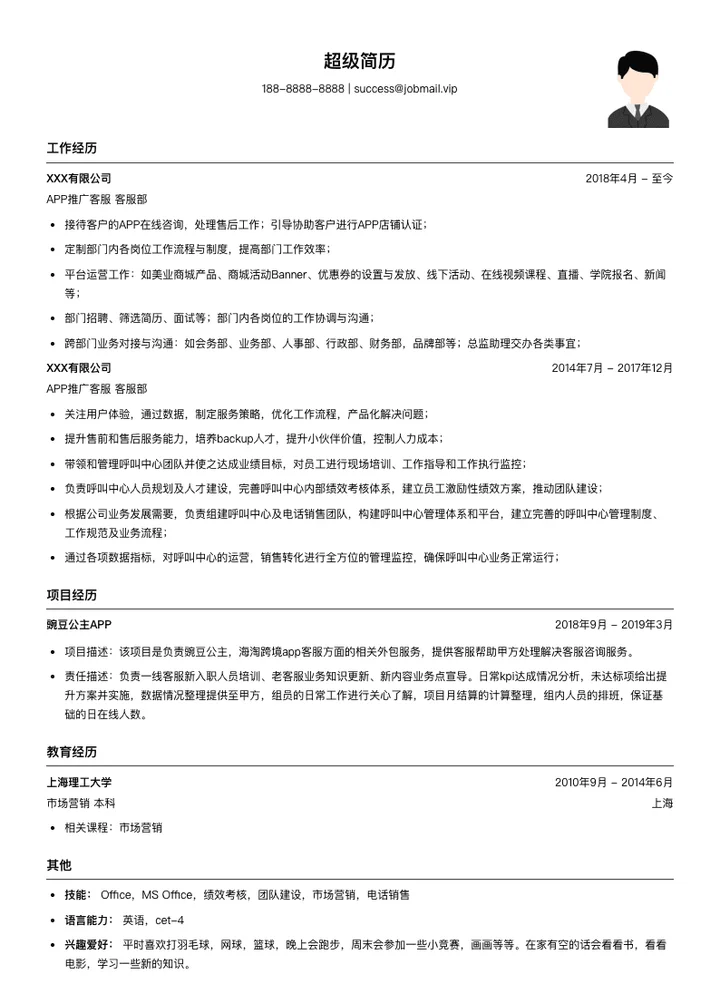 超级简历
188-8888-8888 | success@jobmail.vip
工作经历
XXX有限公司 2018年4月 – 至今
APP推广客服 客服部
• 接待客户的APP在线咨询，处理售后工作；引导协助客户进行APP店铺认证；
• 定制部门内各岗位工作流程与制度，提高部门工作效率；
• 平台运营工作：如美业商城产品、商城活动Banner、优惠券的设置与发放、线下活动、在线视频课程、直播、学院报名、新闻
等；
• 部门招聘、筛选简历、面试等；部门内各岗位的工作协调与沟通；
• 跨部门业务对接与沟通：如会务部、业务部、人事部、行政部、财务部，品牌部等；总监助理交办各类事宜；
XXX有限公司 2014年7月 – 2017年12月
APP推广客服 客服部
• 关注用户体验，通过数据，制定服务策略，优化工作流程，产品化解决问题；
• 提升售前和售后服务能力，培养backup人才，提升小伙伴价值，控制人力成本；
• 带领和管理呼叫中心团队并使之达成业绩目标，对员工进行现场培训、工作指导和工作执行监控；
• 负责呼叫中心人员规划及人才建设，完善呼叫中心内部绩效考核体系，建立员工激励性绩效方案，推动团队建设；
• 根据公司业务发展需要，负责组建呼叫中心及电话销售团队，构建呼叫中心管理体系和平台，建立完善的呼叫中心管理制度、
工作规范及业务流程；
• 通过各项数据指标，对呼叫中心的运营，销售转化进行全方位的管理监控，确保呼叫中心业务正常运行；
项目经历
豌豆公主APP 2018年9月 – 2019年3月
• 项目描述：该项目是负责豌豆公主，海淘跨境app客服方面的相关外包服务，提供客服帮助甲方处理解决客服咨询服务。
• 责任描述：负责一线客服新入职人员培训、老客服业务知识更新、新内容业务点宣导。日常kpi达成情况分析，未达标项给出提
升方案并实施，数据情况整理提供至甲方，组员的日常工作进行关心了解，项目月结算的计算整理，组内人员的排班，保证基
础的日在线人数。
教育经历
上海理工大学 2010年9月 – 2014年6月
市场营销 本科 上海
• 相关课程：市场营销
其他
• 技能： Office，MS Office，绩效考核，团队建设，市场营销，电话销售
• 语言能力： 英语，cet-4
• 兴趣爱好： 平时喜欢打羽毛球，网球，篮球，晚上会跑步，周末会参加一些小竞赛，画画等等。在家有空的话会看看书，看看
电影，学习一些新的知识。